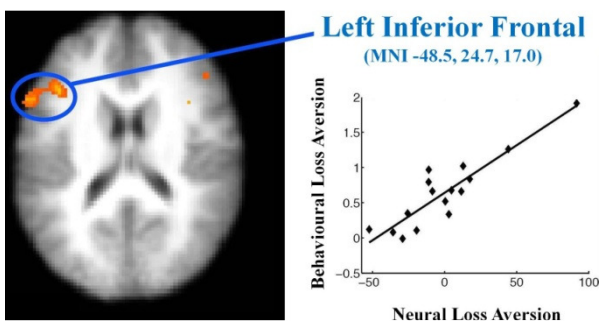 Left Inferior Frontal
(MNI -48.5, 24.7, 17.0)
Behavioural Loss Aversion
2
1.5
1
0.5
0
-0.5
-50
0
50
100
Neural Loss Aversion